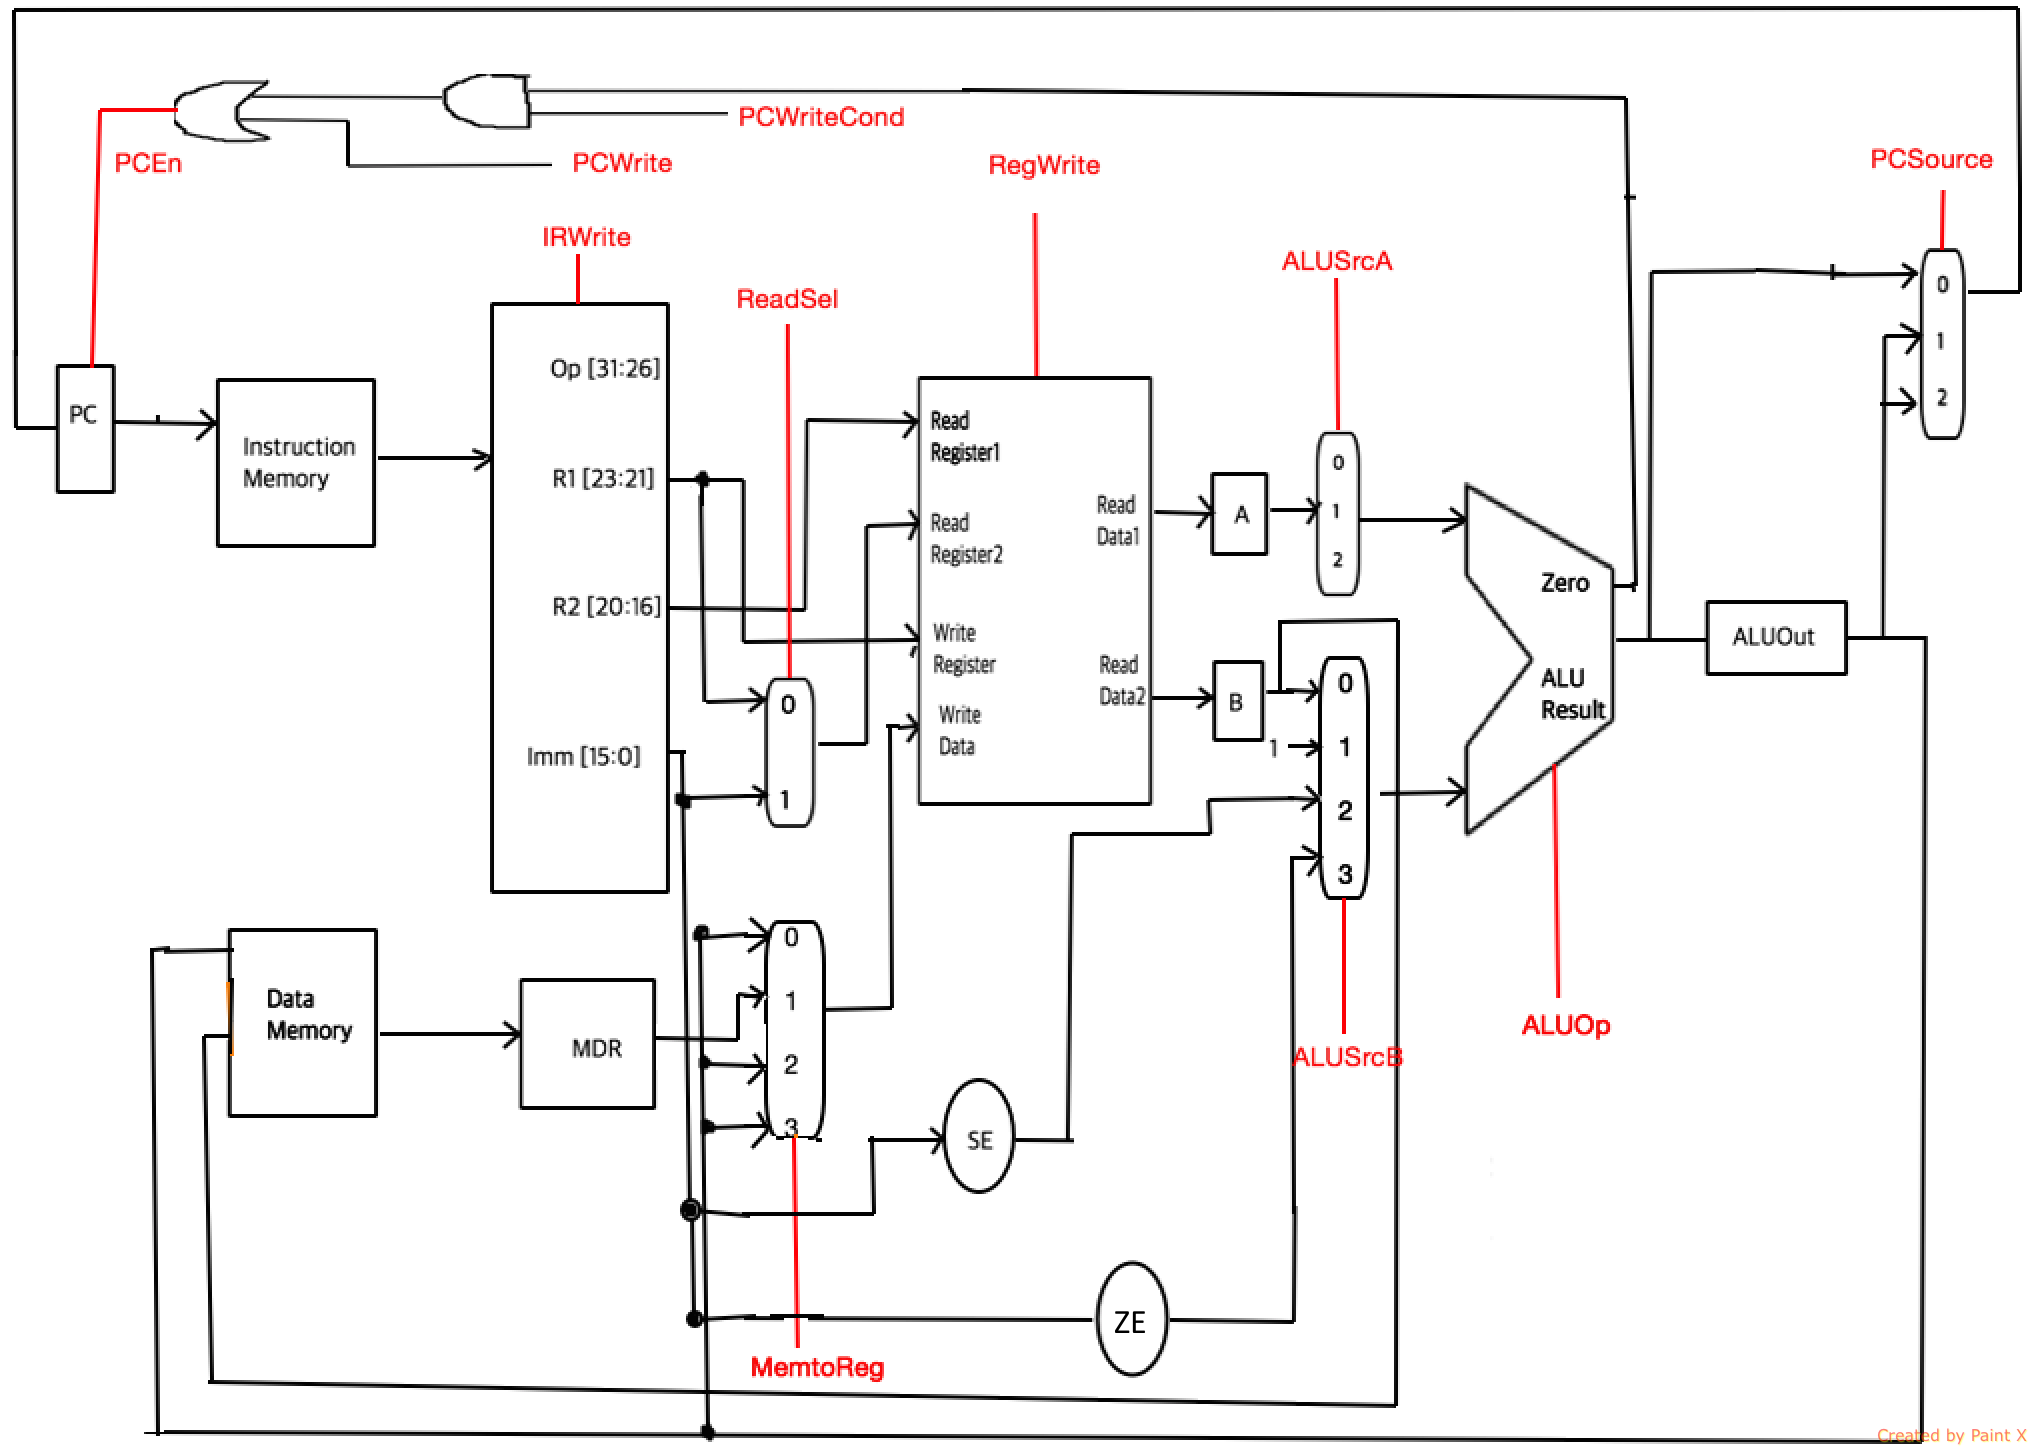 PCWriteCond
PCEn
PCWrite
RegWrite
PCSource
IRWrite
ALUSrcA
ReadSel
0
1
2
Op [31:26]
PC
Instruction
Memory
R1 [23:21]
R2 [20:16]
Imm [15:0]
0
1
Read
Register1
Read
Register2
Write
Register
Write
Data
Read
Data1
Read
Data2
A
B
0
1
2
0
1
1
2
3
Zero
ALU
Result
ALUOut
ALUSrcB
ALUOp
Data
Memory
MDR
0
1
2
3
SE
ZE
MemtoReg
Created by Paint X